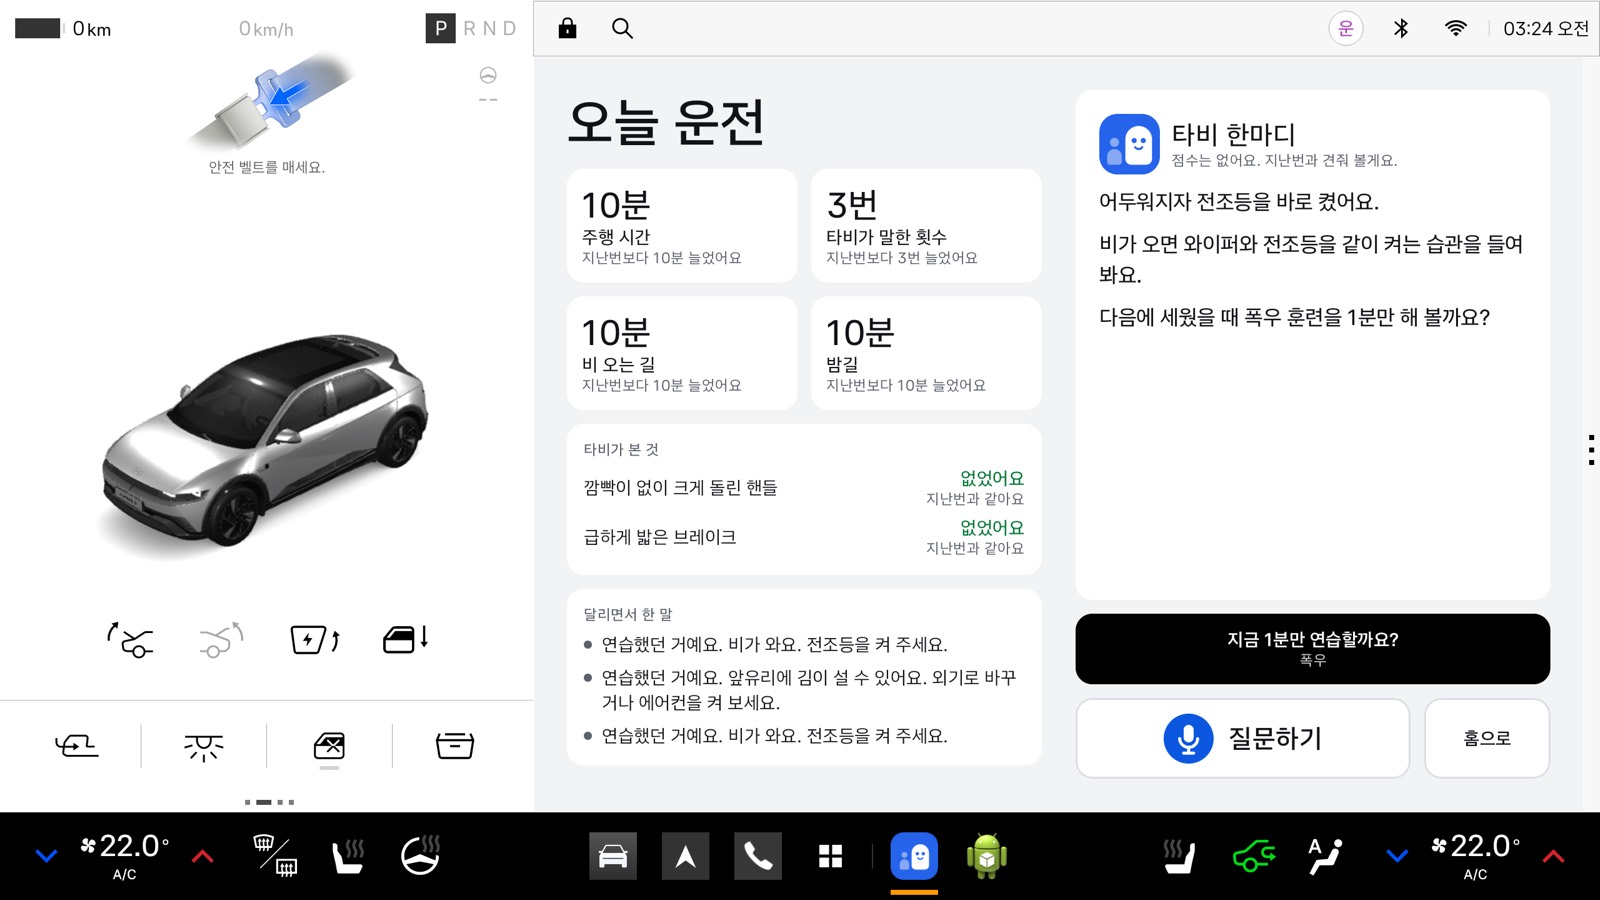 0km
0km/h
P R N D
--
안전 벨트를 매세요.
운
03:24 오전
오늘 운전
10분
주행 시간
지난번보다 10분 늘었어요
3번
타비가 말한 횟수
지난번보다 3번 늘었어요
10분
비 오는 길
지난번보다 10분 늘었어요
10분
밤길
지난번보다 10분 늘었어요
타비가 본 것
깜빡이 없이 크게 돌린 핸들
없었어요
지난번과 같아요
급하게 밟은 브레이크
없었어요
지난번과 같아요
달리면서 한 말
연습했던 거예요. 비가 와요. 전조등을 켜 주세요.
연습했던 거예요. 앞유리에 김이 설 수 있어요. 외기로 바꾸
거나 에어컨을 켜 보세요.
연습했던 거예요. 비가 와요. 전조등을 켜 주세요.
타비 한마디
점수는 없어요. 지난번과 견줘 볼게요.
어두워지자 전조등을 바로 켰어요.
비가 오면 와이퍼와 전조등을 같이 켜는 습관을 들여
봐요.
다음에 세웠을 때 폭우 훈련을 1분만 해 볼까요?
지금 1분만 연습할까요?
폭우
질문하기
홈으로
22.0°
A/C
A
22.0°
A/C